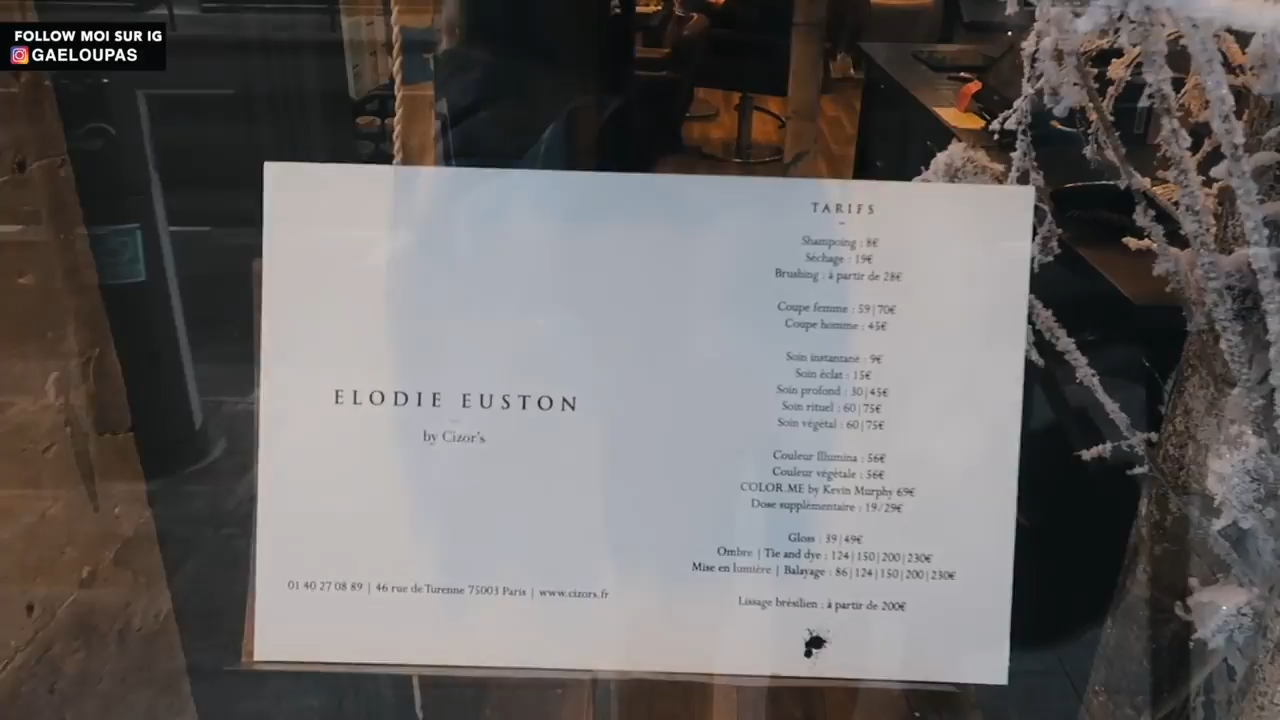 FOLLOW MOI SUR IG
GAELOUPAS
ELODIE EUSTON
by Cizor's
01 40 27 08 89 | 46 rue de Turenne 75003 Paris | www.cizors.fr
TARIFS
Shampoing : 8€
Séchage : 19€
Brushing : à partir de 28€
Coupe femme : 59|70€
Coupe homme : 45€
Soin instantané : 9€
Soin éclat : 15€
Soin profond : 30|45€
Soin rituel : 60|75€
Soin végétal : 60|75€
Couleur Illumina : 56€
Couleur végétale : 56€
COLOR.ME by Kevin Murphy 69€
Dose supplémentaire : 19/29€
Gloss : 39|49€
Ombre | Tie and dye : 124|150|200|230€
Mise en lumière | Balayage : 86|124|150|200|230€
Lissage brésilien : à partir de 200€